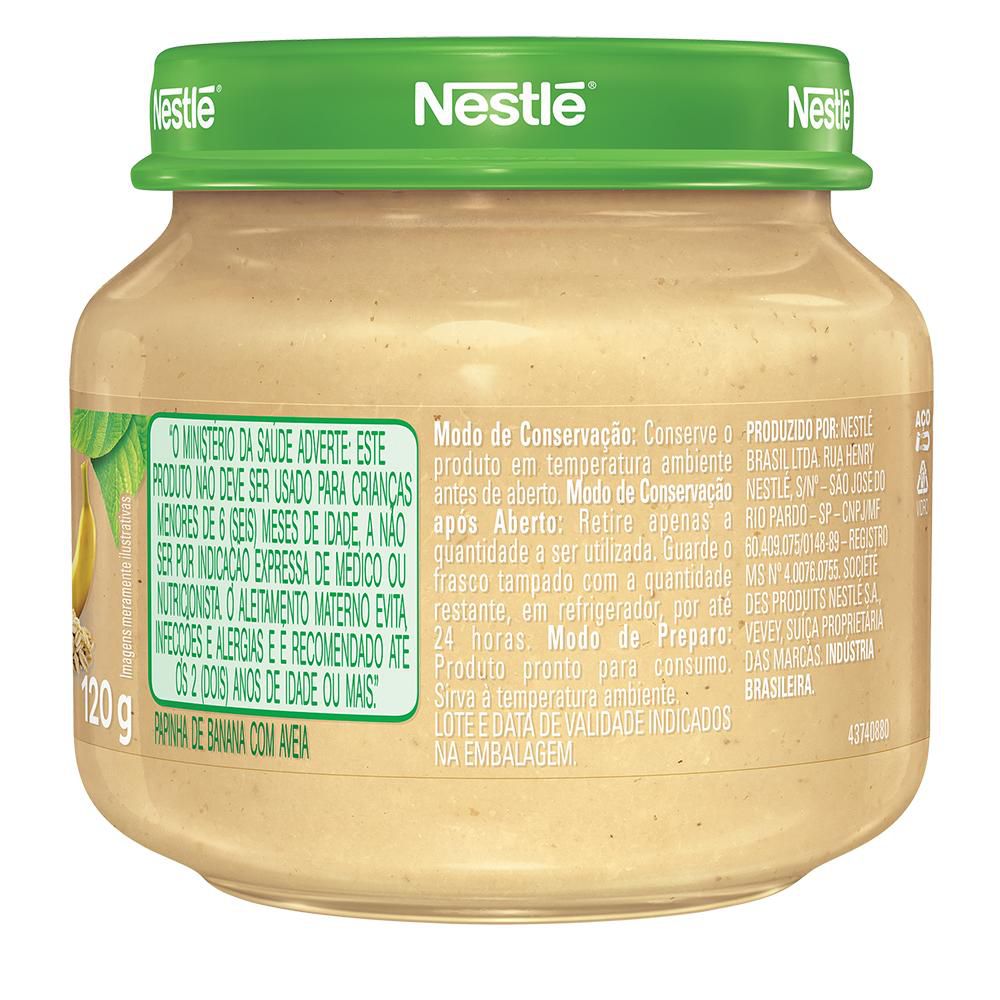 Nestlé®
Nestlé®
Nestlé
"O MINISTÉRIO DA SAÚDE ADVERTE: ESTE
PRODUTO NÃO DEVE SER USADO PARA CRIANÇAS
MENORES DE 6 (SEIS) MESES DE IDADE, A NÃO
SER POR INDICAÇÃO EXPRESSA DE MÉDICO OU
NUTRICIONISTA. O ALEITAMENTO MATERNO EVITA
INFECÇÕES E ALERGIAS E É RECOMENDADO ATÉ
OS 2 (DOIS) ANOS DE IDADE OU MAIS."
PAPINHA DE BANANA COM AVEIA
Imagens meramente ilustrativas
120 g
Modo de Conservação: Conserve o
produto em temperatura ambiente
antes de aberto. Modo de Conservação
após Aberto: Retire apenas a
quantidade a ser utilizada. Guarde o
frasco tampado com a quantidade
restante, em refrigerador, por até
24 horas. Modo de Preparo:
Produto pronto para consumo.
Sirva à temperatura ambiente.
LOTE E DATA DE VALIDADE INDICADOS
NA EMBALAGEM.
PRODUZIDO POR: NESTLÉ
BRASIL LTDA. RUA HENRY
NESTLÉ, S/Nº - SÃO JOSÉ DO
RIO PARDO - SP - CNPJ/MF
60.409.075/0148-89 - REGISTRO
MS Nº 4.0076.0755. SOCIÉTÉ
DES PRODUITS NESTLÉ S.A.,
VEVEY, SUÍÇA PROPRIETÁRIA
DAS MARCAS. INDÚSTRIA
BRASILEIRA.
43740880
AÇO
VIDRO